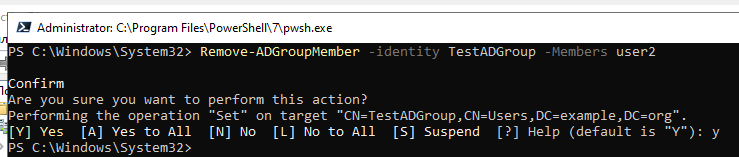 Administrator: C:\Program Files\PowerShell\7\pwsh.exe
PS C:\Windows\System32> Remove-ADGroupMember -identity TestADGroup -Members user2
Confirm
Are you sure you want to perform this action?
Performing the operation "Set" on target "CN=TestADGroup,CN=Users,DC=example,DC=org".
[Y] Yes [A] Yes to All [N] No [L] No to All [S] Suspend [?] Help (default is "Y"): y
PS C:\Windows\System32>